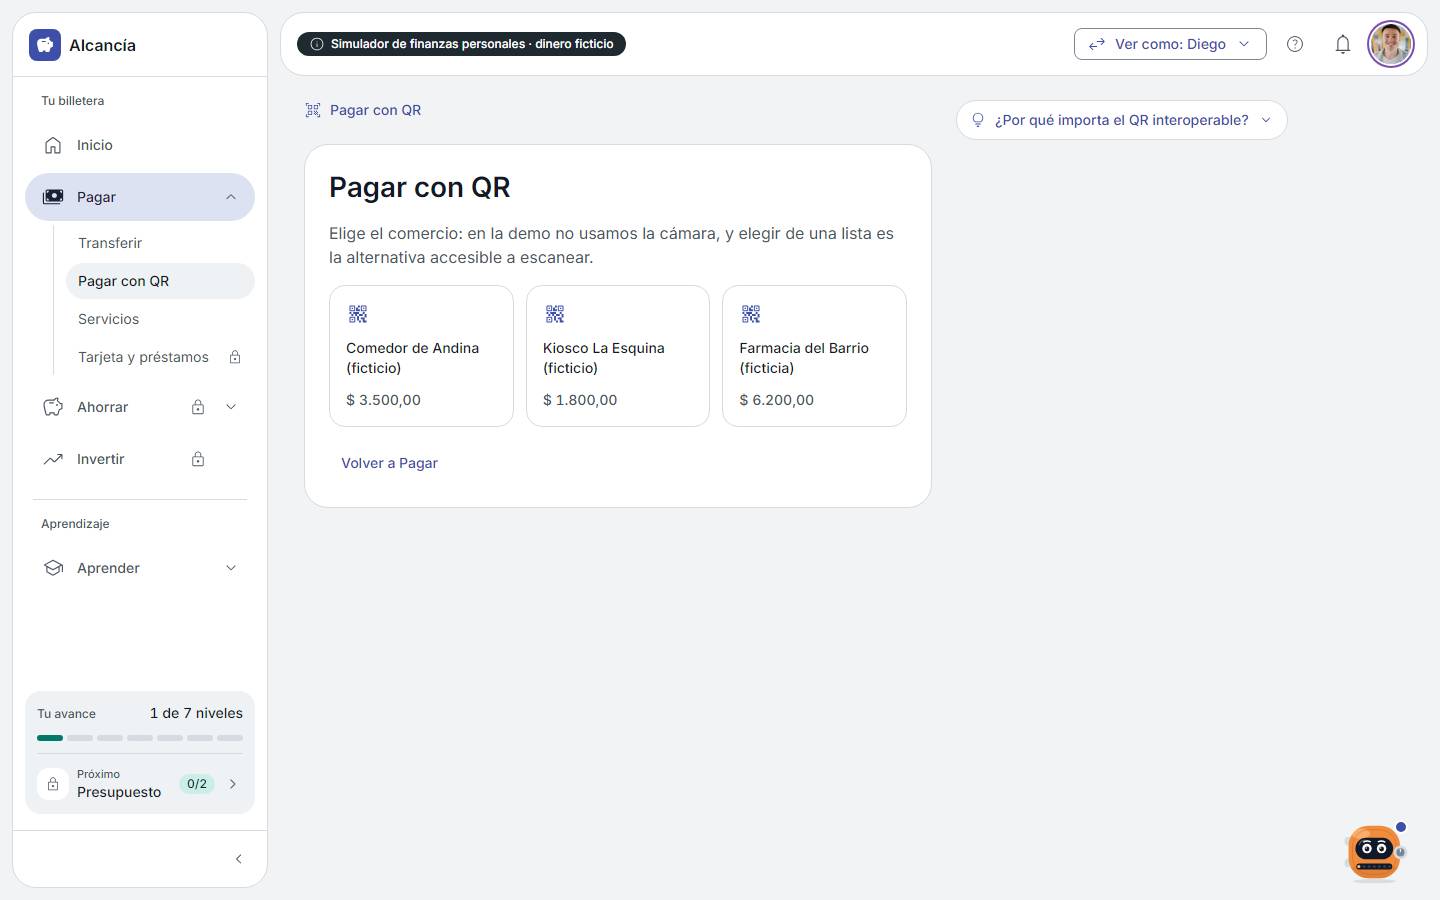 Alcancía
Simulador de finanzas personales · dinero ficticio
Ver como: Diego
Tu billetera
Inicio
Pagar
Transferir
Pagar con QR
Servicios
Tarjeta y préstamos
Ahorrar
Invertir
Aprendizaje
Aprender
Tu avance
1 de 7 niveles
Próximo
Presupuesto
0/2
Pagar con QR
¿Por qué importa el QR interoperable?
Pagar con QR
Elige el comercio: en la demo no usamos la cámara, y elegir de una lista es
la alternativa accesible a escanear.
Comedor de Andina
(ficticio)
$ 3.500,00
Kiosco La Esquina
(ficticio)
$ 1.800,00
Farmacia del Barrio
(ficticia)
$ 6.200,00
Volver a Pagar